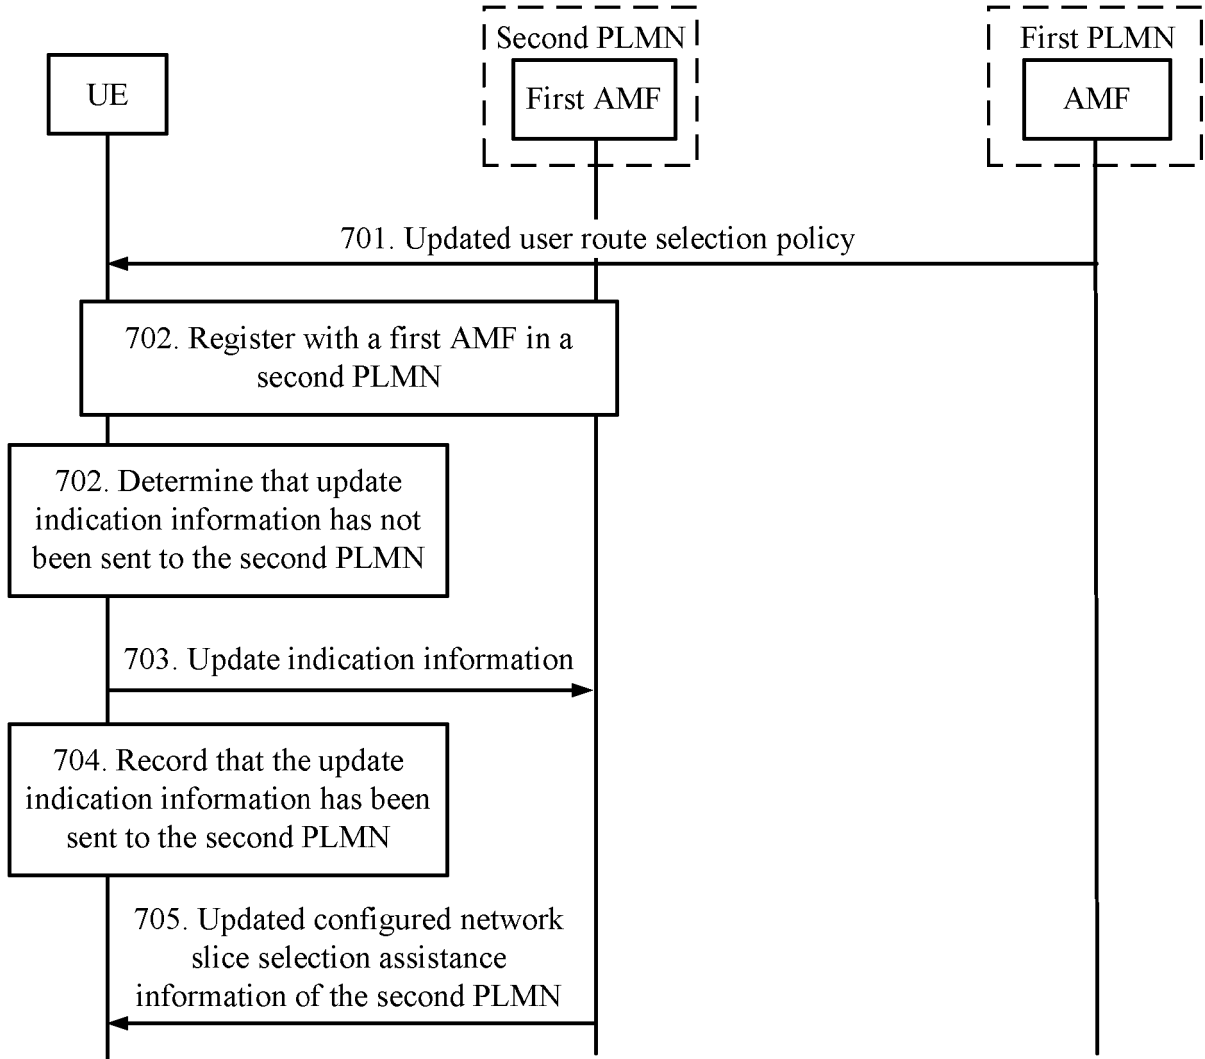 UE
Second PLMN
First AMF
First PLMN
AMF
701. Updated user route selection policy
702. Register with a first AMF in a
second PLMN
702. Determine that update
indication information has not
been sent to the second PLMN
703. Update indication information
704. Record that the update
indication information has been
sent to the second PLMN
705. Updated configured network
slice selection assistance
information of the second PLMN